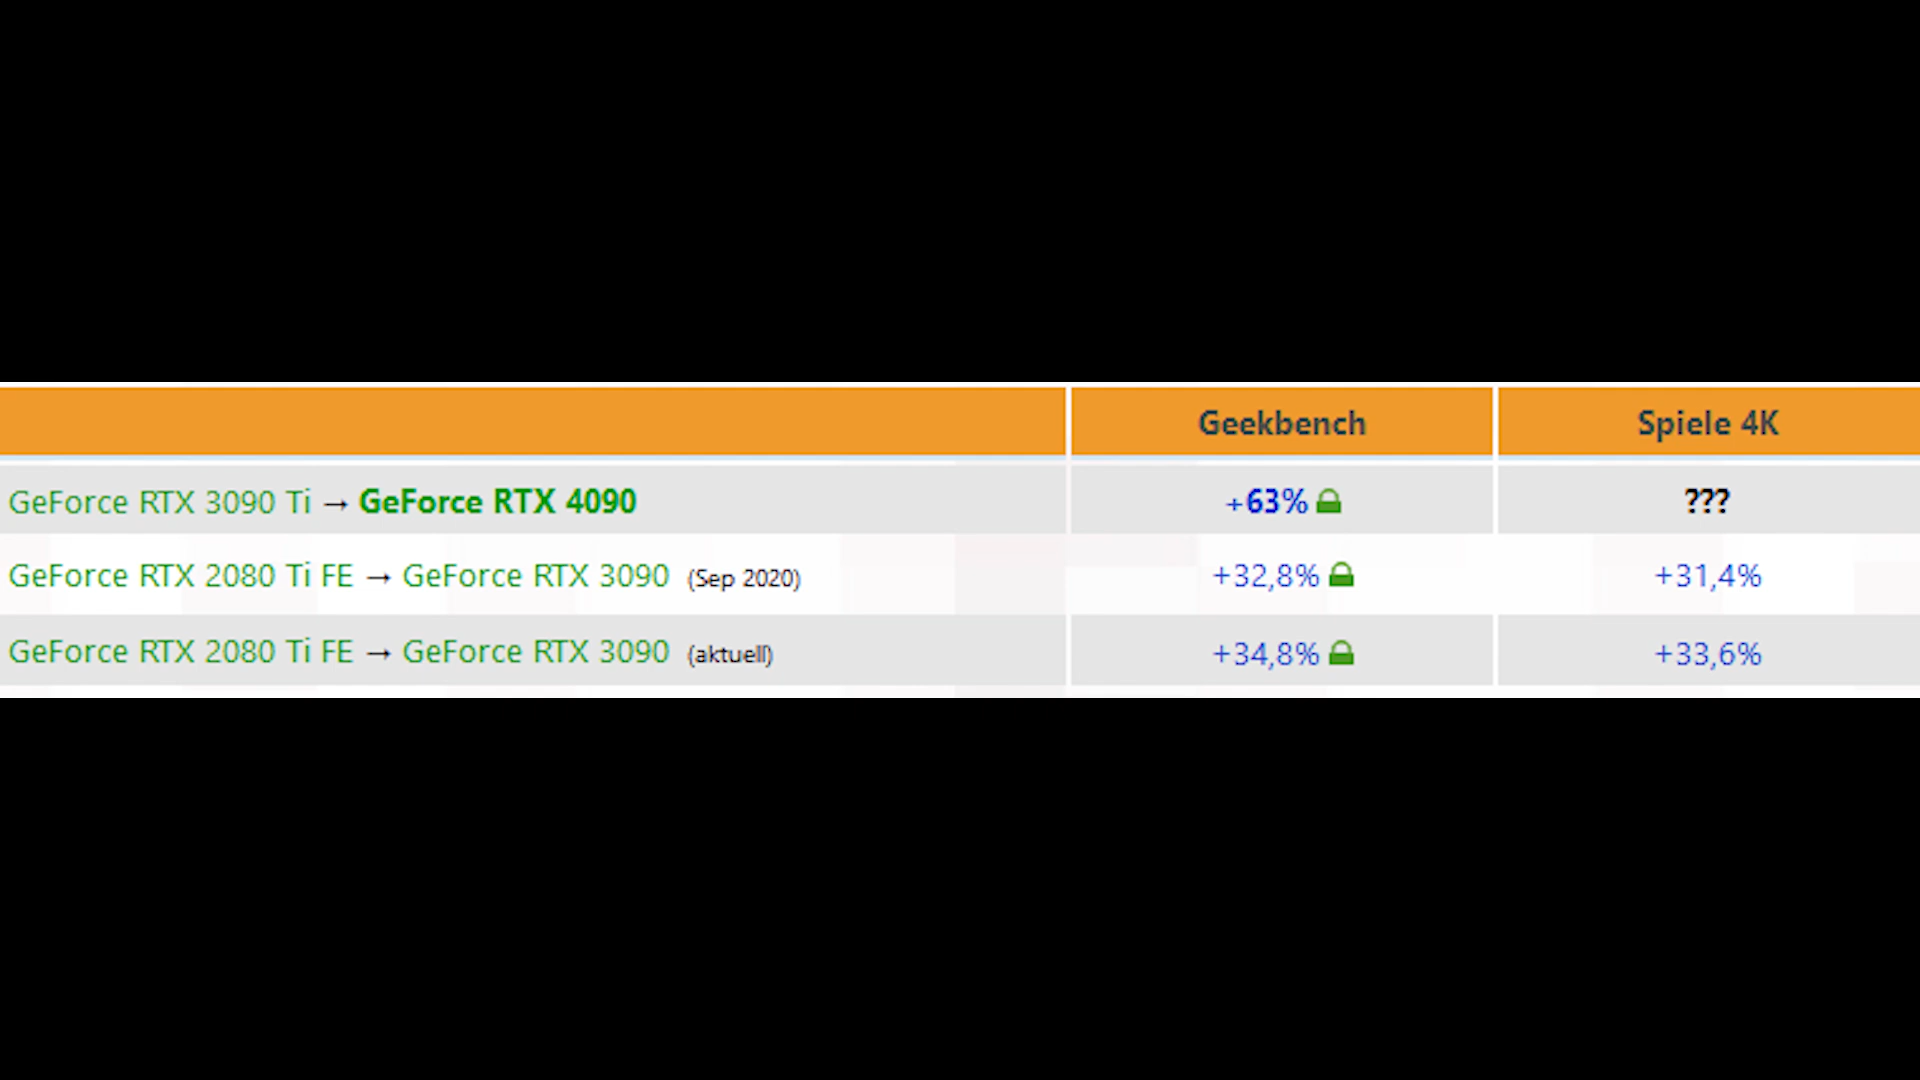 Geekbench Spiele 4K
GeForce RTX 3090 Ti → GeForce RTX 4090 +63% ???
GeForce RTX 2080 Ti FE → GeForce RTX 3090 (Sep 2020) +32,8% +31,4%
GeForce RTX 2080 Ti FE → GeForce RTX 3090 (aktuell) +34,8% +33,6%